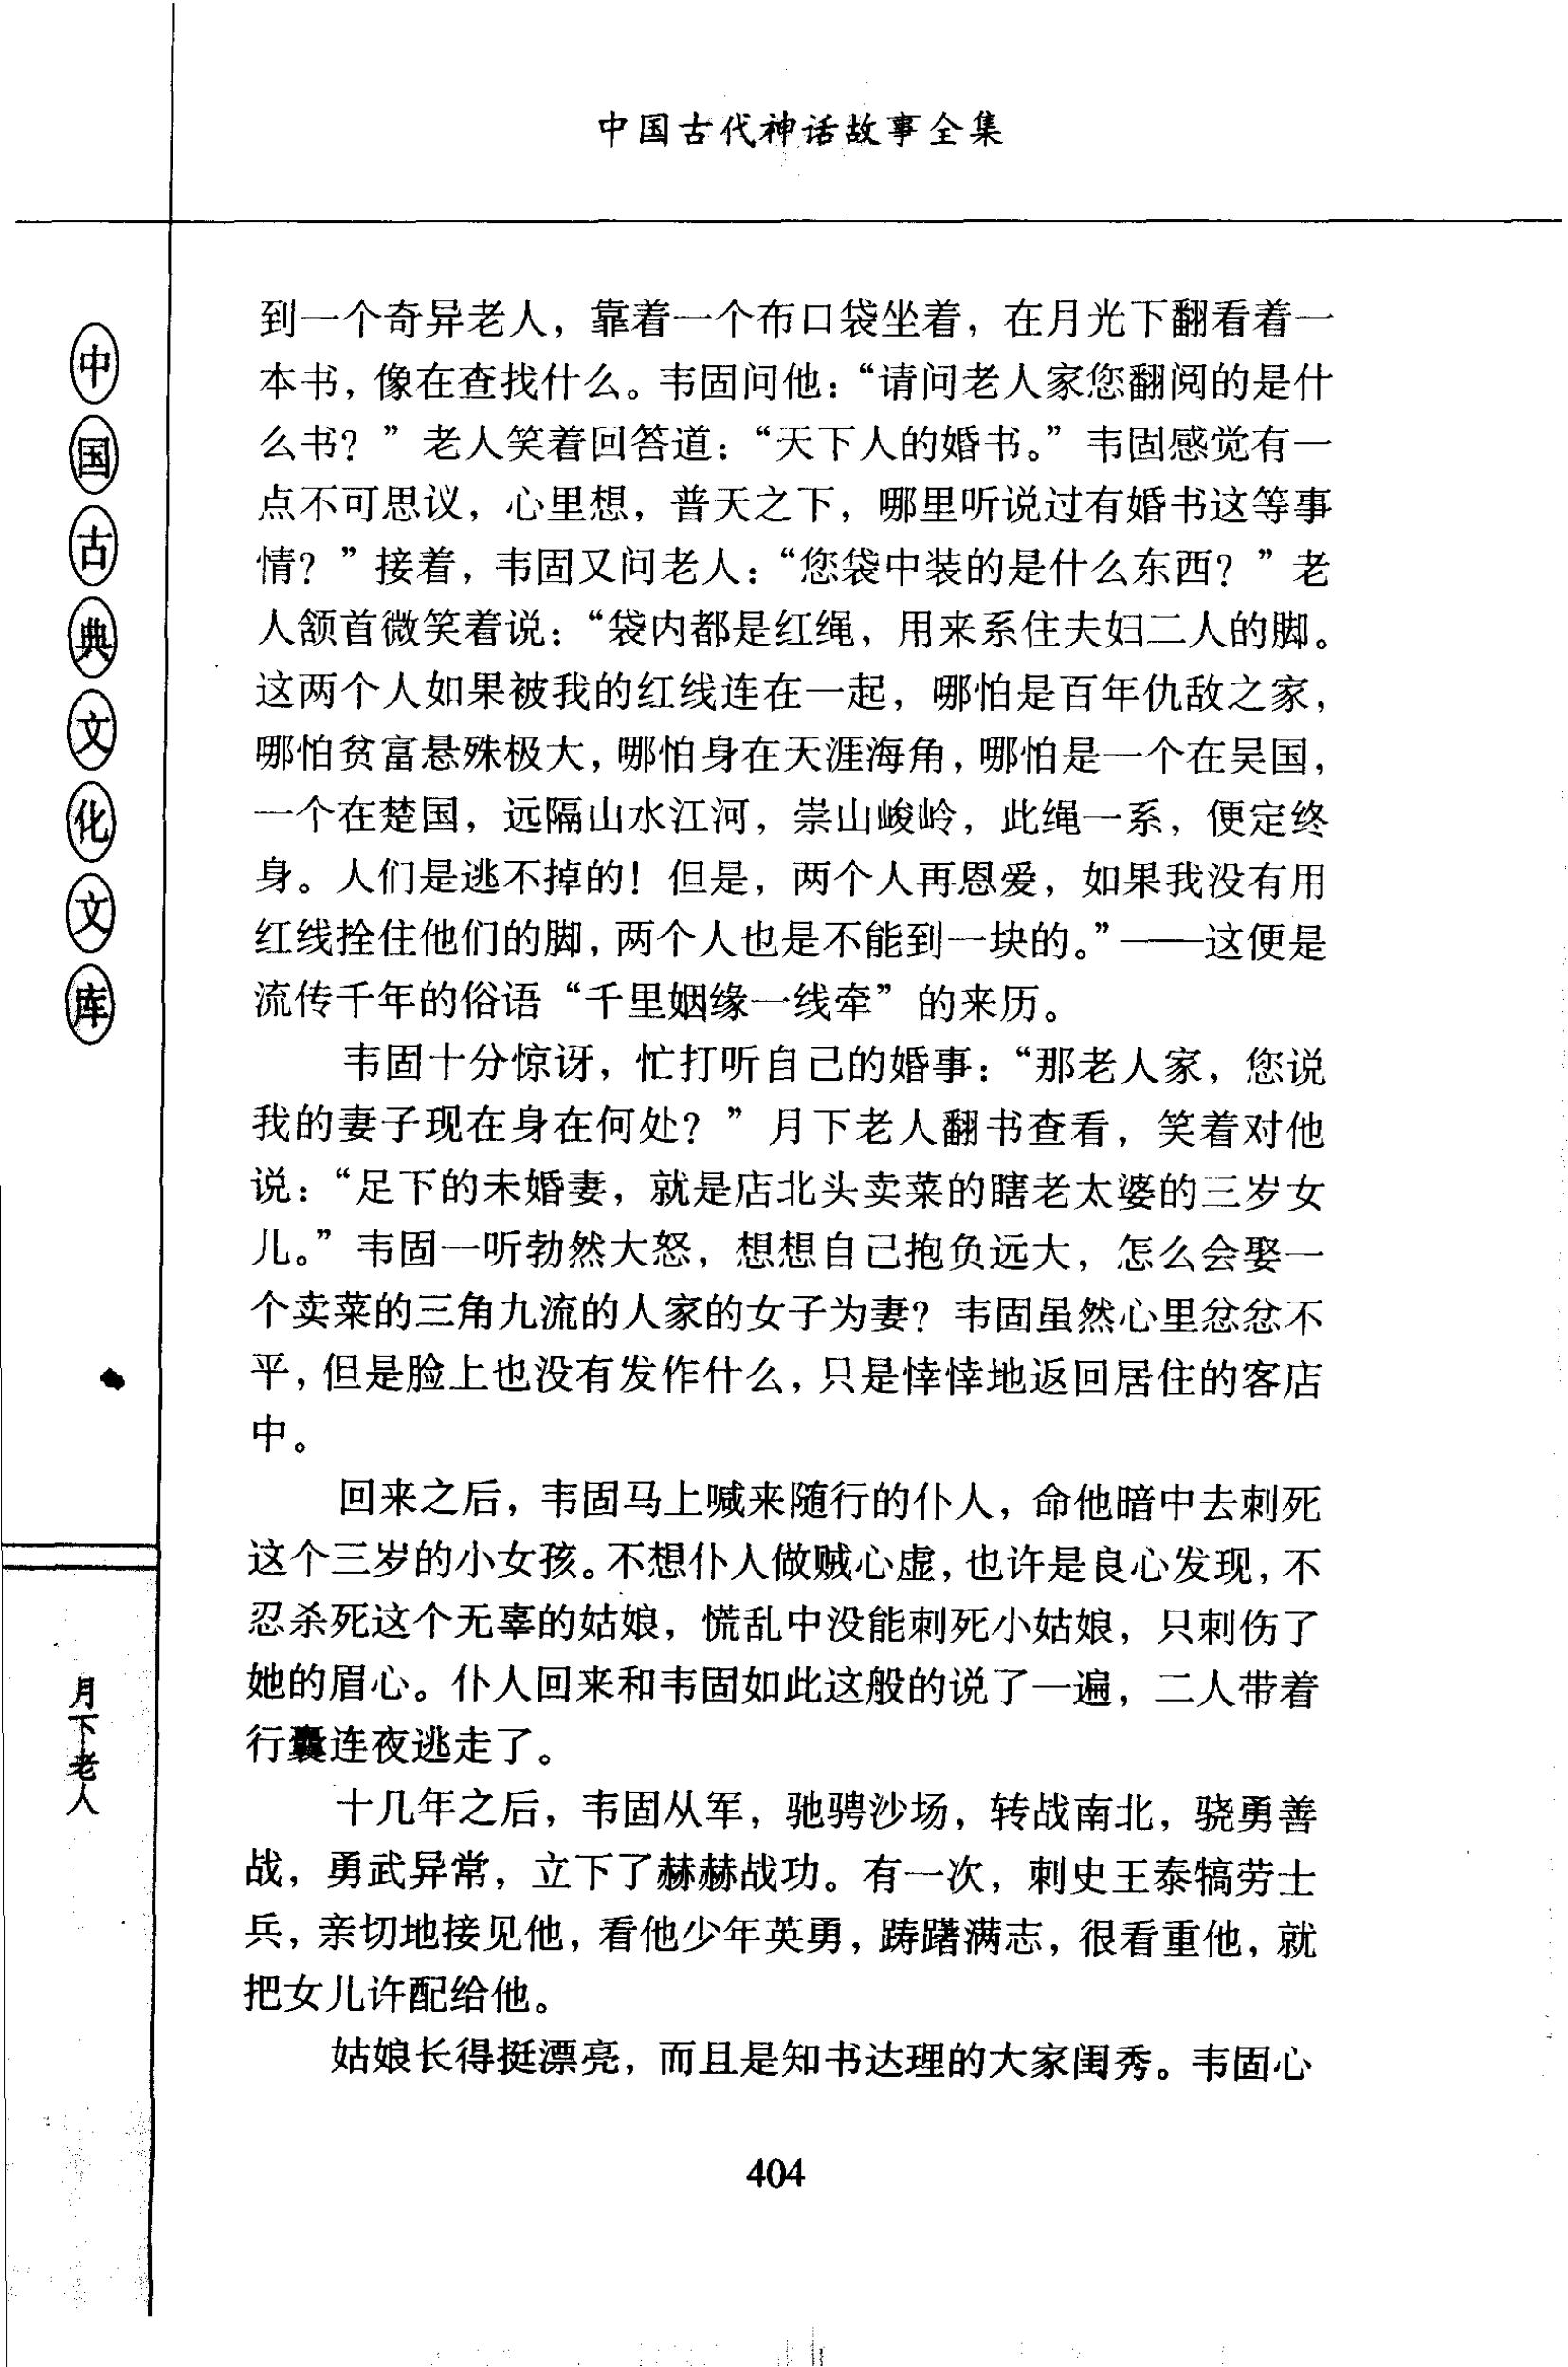 中国古代神话故事全集
中国古典文化文库
月下老人
到一个奇异老人，靠着一个布口袋坐着，在月光下翻看着一
本书，像在查找什么。韦固问他：“请问老人家您翻阅的是什
么书？”老人笑着回答道：“天下人的婚书。”韦固感觉有一
点不可思议，心里想，普天之下，哪里听说过有婚书这等事
情？”接着，韦固又问老人：“您袋中装的是什么东西？”老
人颔首微笑着说：“袋内都是红绳，用来系住夫妇二人的脚。
这两个人如果被我的红线连在一起，哪怕是百年仇敌之家，
哪怕贫富悬殊极大，哪怕身在天涯海角，哪怕是一个在吴国，
一个在楚国，远隔山水江河，崇山峻岭，此绳一系，便定终
身。人们是逃不掉的！但是，两个人再恩爱，如果我没有用
红线拴住他们的脚，两个人也是不能到一块的。”——这便是
流传千年的俗语“千里姻缘一线牵”的来历。
韦固十分惊讶，忙打听自己的婚事：“那老人家，您说
我的妻子现在身在何处？”月下老人翻书查看，笑着对他
说：“足下的未婚妻，就是店北头卖菜的瞎老太婆的三岁女
儿。”韦固一听勃然大怒，想想自己抱负远大，怎么会娶一
个卖菜的三角九流的人家的女子为妻？韦固虽然心里忿忿不
平，但是脸上也没有发作什么，只是悻悻地返回居住的客店
中。
回来之后，韦固马上喊来随行的仆人，命他暗中去刺死
这个三岁的小女孩。不想仆人做贼心虚，也许是良心发现，不
忍杀死这个无辜的姑娘，慌乱中没能刺死小姑娘，只刺伤了
她的眉心。仆人回来和韦固如此这般的说了一遍，二人带着
行囊连夜逃走了。
十几年之后，韦固从军，驰骋沙场，转战南北，骁勇善
战，勇武异常，立下了赫赫战功。有一次，刺史王泰犒劳士
兵，亲切地接见他，看他少年英勇，踌躇满志，很看重他，就
把女儿许配给他。
姑娘长得挺漂亮，而且是知书达理的大家闺秀。韦固心
404